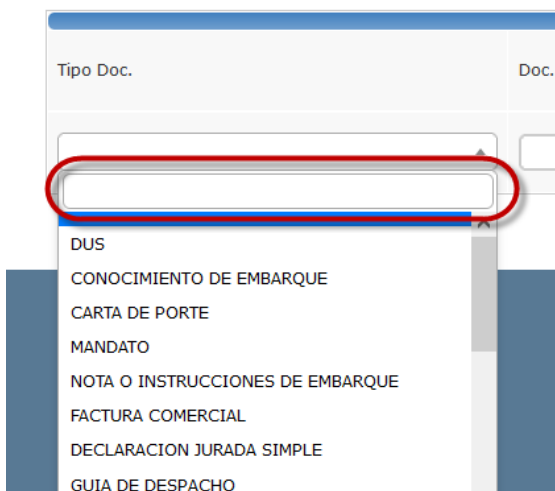 Tipo Doc.
Doc.
DUS
CONOCIMIENTO DE EMBARQUE
CARTA DE PORTE
MANDATO
NOTA O INSTRUCCIONES DE EMBARQUE
FACTURA COMERCIAL
DECLARACION JURADA SIMPLE
GUIA DE DESPACHO